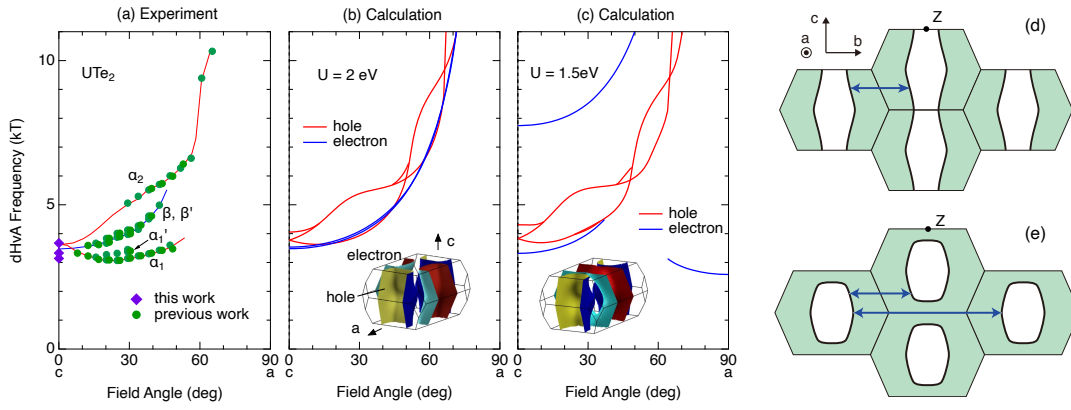 (a) Experiment
UTe2
dHvA Frequency (kT)
10
5
0
α2
β, β'
α1'
α1
this work
previous work
0
30
60
90
c
a
Field Angle (deg)
(b) Calculation
U = 2 eV
hole
electron
electron
hole
c
a
0
30
60
90
c
a
Field Angle (deg)
(c) Calculation
U = 1.5eV
hole
electron
0
30
60
90
c
a
Field Angle (deg)
(d)
c
a
b
Z
(e)
Z